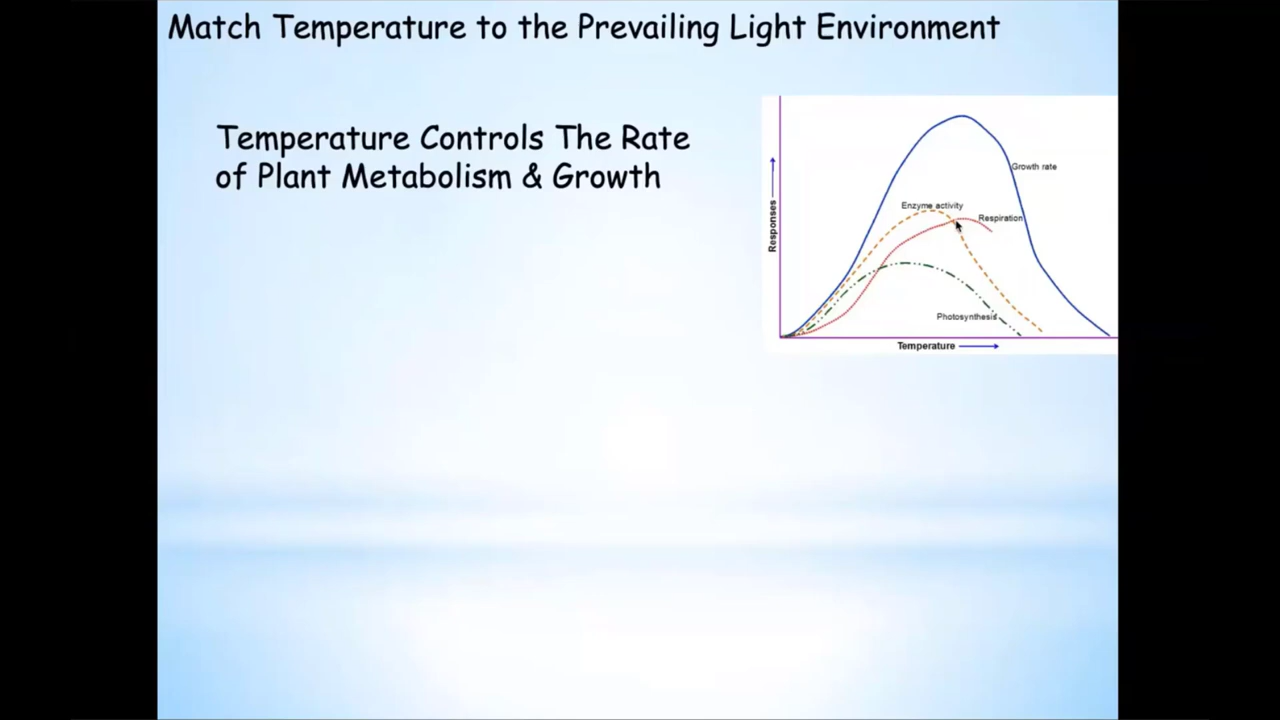 Match Temperature to the Prevailing Light Environment
Temperature Controls The Rate
of Plant Metabolism & Growth
Growth rate
Enzyme activity
Respiration
Responses
Photosynthesis
Temperature